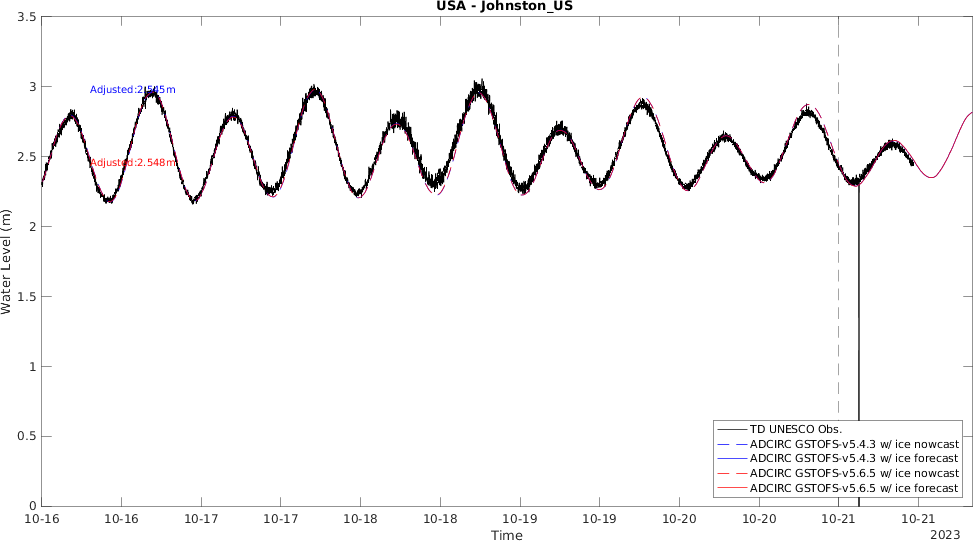 USA - Johnston_US
3.5
3
2.5
2
1.5
1
0.5
0
Water Level (m)
Adjusted:2.545m
Adjusted:2.548m
TD UNESCO Obs.
ADCIRC GSTOFS-v5.4.3 w/ ice nowcast
ADCIRC GSTOFS-v5.4.3 w/ ice forecast
ADCIRC GSTOFS-v5.6.5 w/ ice nowcast
ADCIRC GSTOFS-v5.6.5 w/ ice forecast
10-16 10-16 10-17 10-17 10-18 10-18 10-19 10-19 10-20 10-20 10-21 10-21
Time
2023